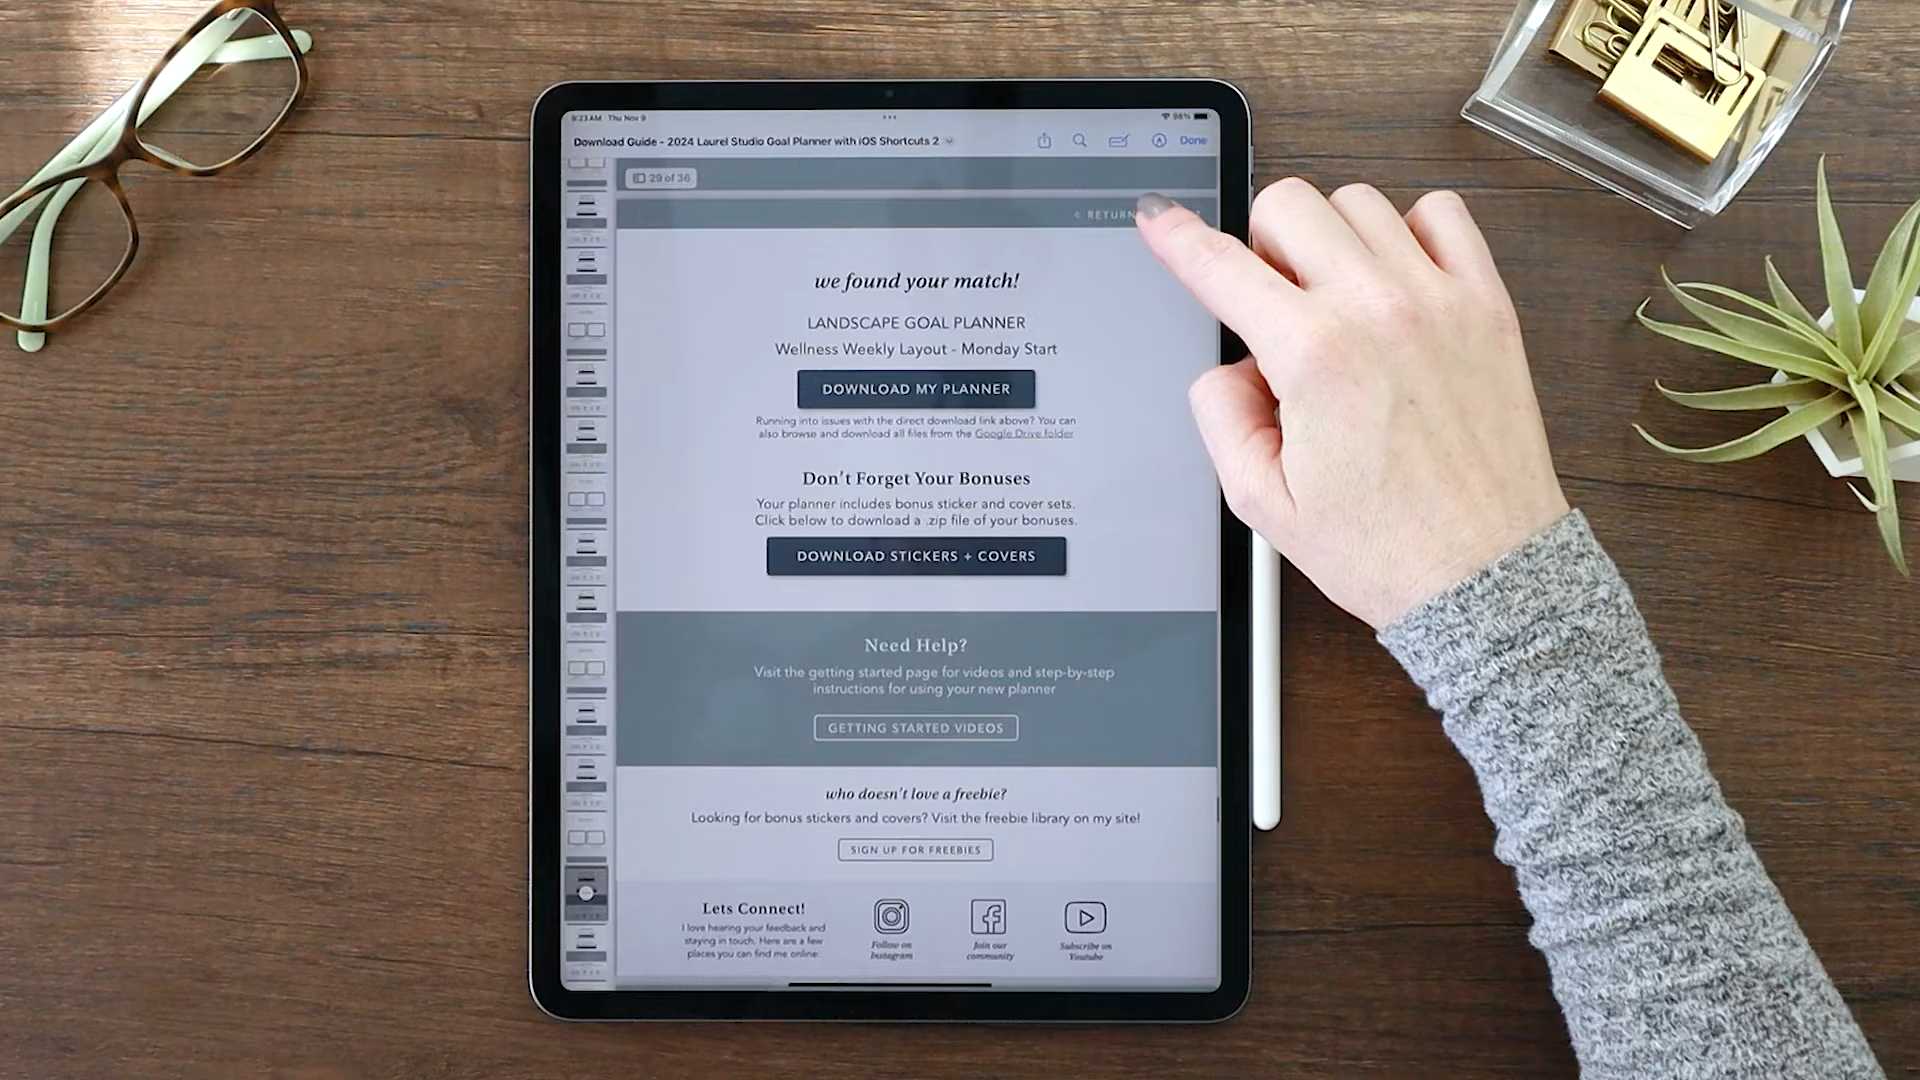 9:23 AM Thu Nov 9
98%
Download Guide - 2024 Laurel Studio Goal Planner with iOS Shortcuts 2
Done
29 of 36
< RETURN
we found your match!
LANDSCAPE GOAL PLANNER
Wellness Weekly Layout - Monday Start
DOWNLOAD MY PLANNER
Running into issues with the direct download link above? You can
also browse and download all files from the Google Drive folder
Don't Forget Your Bonuses
Your planner includes bonus sticker and cover sets.
Click below to download a .zip file of your bonuses.
DOWNLOAD STICKERS + COVERS
Need Help?
Visit the getting started page for videos and step-by-step
instructions for using your new planner
GETTING STARTED VIDEOS
who doesn't love a freebie?
Looking for bonus stickers and covers? Visit the freebie library on my site!
SIGN UP FOR FREEBIES
Lets Connect!
I love hearing your feedback and
staying in touch. Here are a few
places you can find me online:
Follow on
Instagram
Join our
community
Subscribe on
Youtube